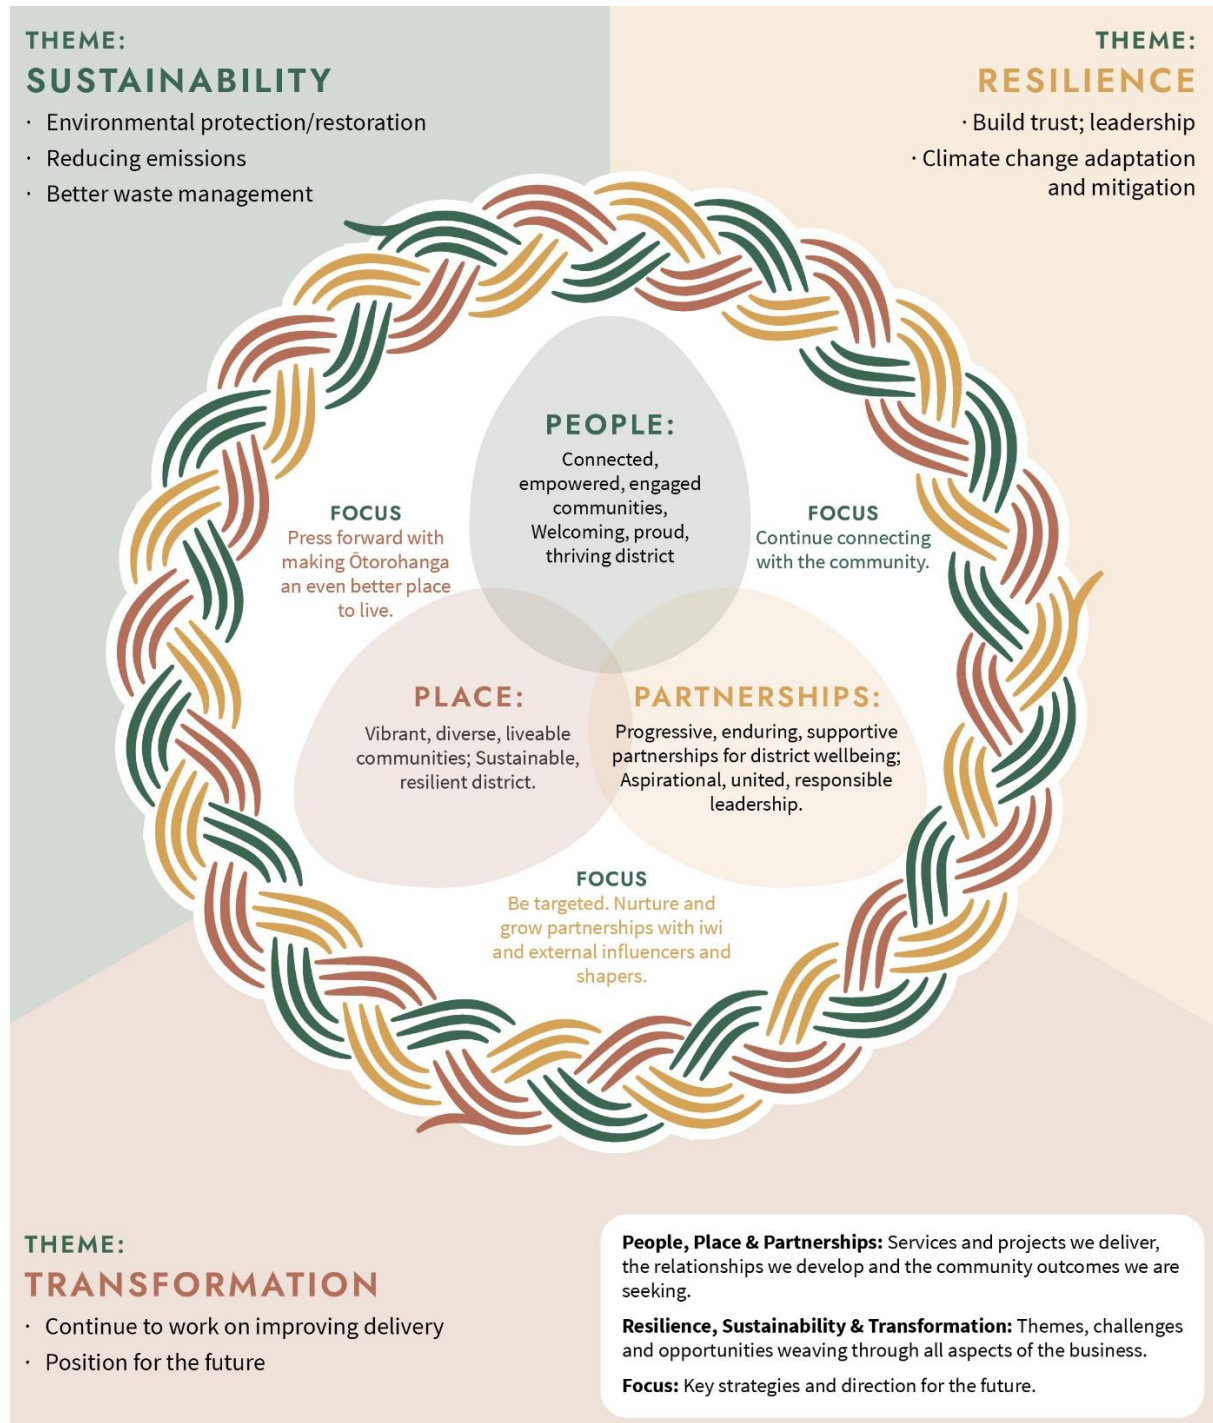 THEME:
SUSTAINABILITY
· Environmental protection/restoration
· Reducing emissions
· Better waste management
THEME:
RESILIENCE
· Build trust; leadership
· Climate change adaptation
and mitigation
PEOPLE:
Connected,
empowered, engaged
communities,
Welcoming, proud,
thriving district
FOCUS
Press forward with
making Ōtorohanga
an even better place
to live.
FOCUS
Continue connecting
with the community.
PLACE:
Vibrant, diverse, liveable
communities; Sustainable,
resilient district.
PARTNERSHIPS:
Progressive, enduring, supportive
partnerships for district wellbeing;
Aspirational, united, responsible
leadership.
FOCUS
Be targeted. Nurture and
grow partnerships with iwi
and external influencers and
shapers.
THEME:
TRANSFORMATION
· Continue to work on improving delivery
· Position for the future
People, Place & Partnerships: Services and projects we deliver,
the relationships we develop and the community outcomes we are
seeking.
Resilience, Sustainability & Transformation: Themes, challenges
and opportunities weaving through all aspects of the business.
Focus: Key strategies and direction for the future.